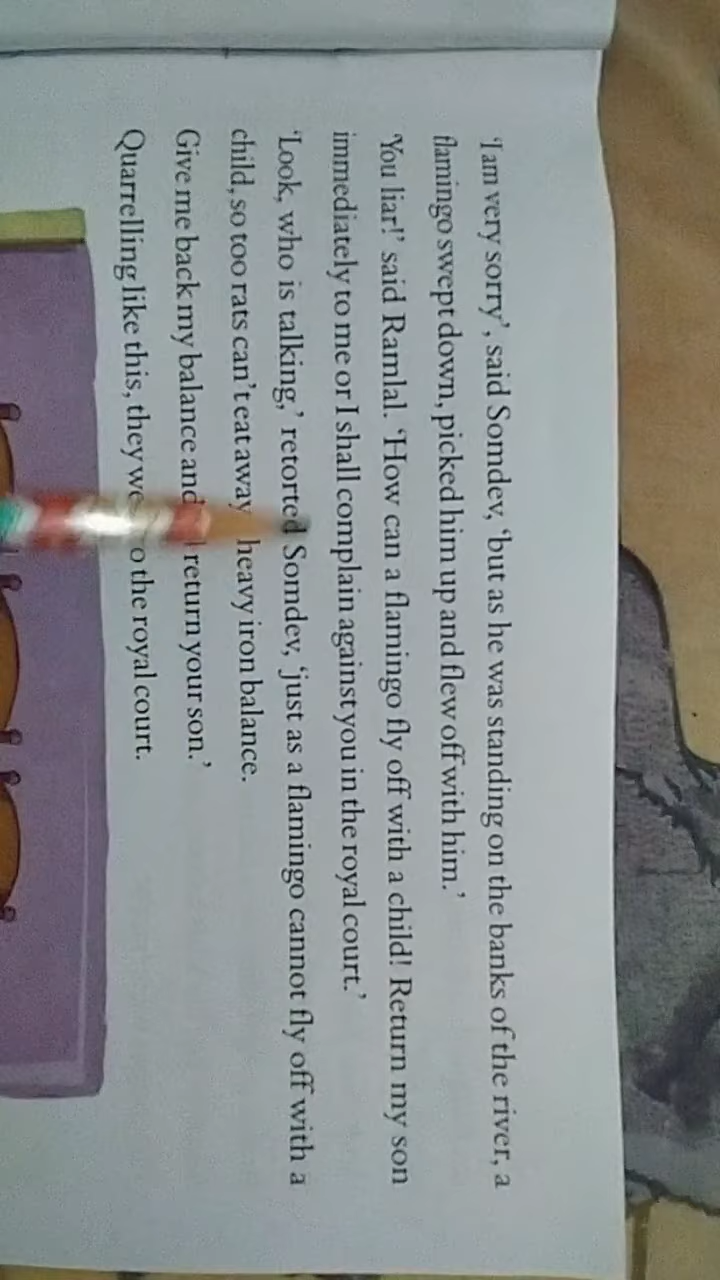 'I am very sorry', said Somdev, 'but as he was standing on the banks of the river, a
flamingo swept down, picked him up and flew off with him.'
'You liar!' said Ramlal. 'How can a flamingo fly off with a child! Return my son
immediately to me or I shall complain against you in the royal court.'
'Look, who is talking,' retorted Somdev, 'just as a flamingo cannot fly off with a
child, so too rats can't eat away heavy iron balance.
Give me back my balance and return your son.'
Quarrelling like this, they the royal court.